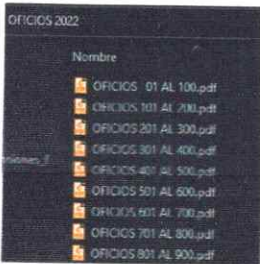 OFICIOS 2022
Nombre
OFICIOS 01 AL 100.pdf
OFICIOS 101 AL 200.pdf
OFICIOS 201 AL 300.pdf
OFICIOS 301 AL 400.pdf
OFICIOS 401 AL 500.pdf
OFICIOS 501 AL 600.pdf
OFICIOS 601 AL 700.pdf
OFICIOS 701 AL 800.pdf
OFICIOS 801 AL 900.pdf